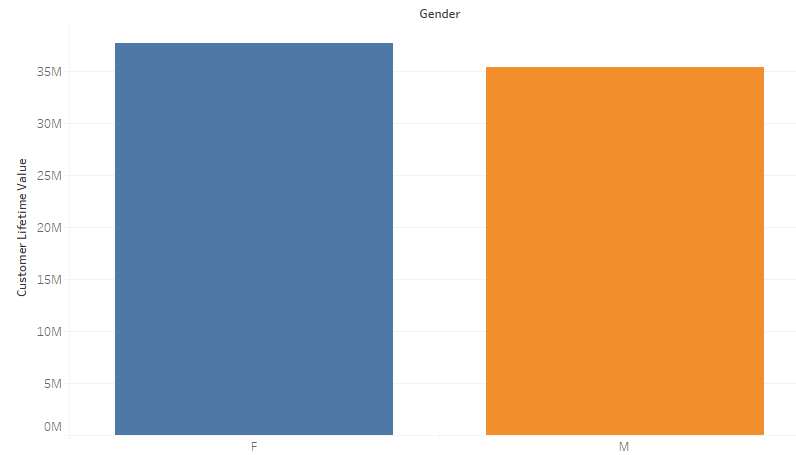 Gender
Customer Lifetime Value
35M
30M
25M
20M
15M
10M
5M
0M
F
M